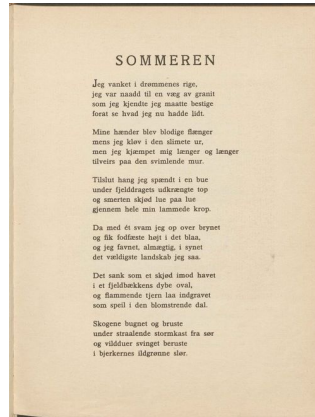 SOMMEREN
Jeg vanket i drømmenes rige,
jeg var naadd til en væg av granit
som jeg kjendte jeg maatte bestige
forat se hvad jeg nu hadde lidt.
Mine hænder blev blodige flænger
mens jeg kløv i den slimete ur,
men jeg kjæmpet mig længer og længer
tilveirs paa den svimlende mur.
Tilslut hang jeg spændt i en bue
under fjelddragets udkrængte top
og smerten skjød lue paa lue
gjennem hele min lammede krop.
Da med ét svam jeg op over brynet
og fik fodfæste højt i det blaa,
og jeg favnet, almægtig, i synet
det vældigste landskab jeg saa.
Det sank som et skjød imod havet
i et fjeldbækkens dybe oval,
og flammende tjern laa indgravet
som speil i den blomstrende dal.
Skogene bugnet og bruste
under straalende stormkast fra sør
og vildduer svinget beruste
i bjerkernes ildgrønne slør.